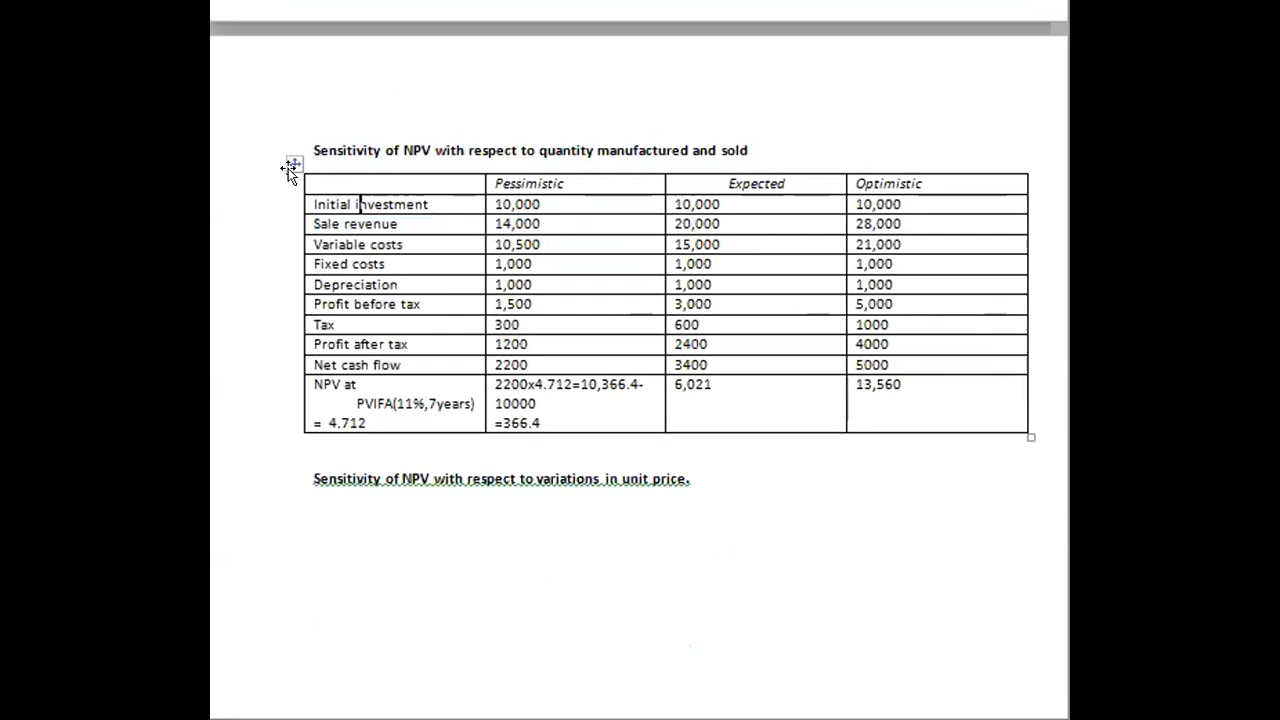 Sensitivity of NPV with respect to quantity manufactured and sold
Pessimistic Expected Optimistic
Initial investment 10,000 10,000 10,000
Sale revenue 14,000 20,000 28,000
Variable costs 10,500 15,000 21,000
Fixed costs 1,000 1,000 1,000
Depreciation 1,000 1,000 1,000
Profit before tax 1,500 3,000 5,000
Tax 300 600 1000
Profit after tax 1200 2400 4000
Net cash flow 2200 3400 5000
NPV at 2200x4.712=10,366.4- 6,021 13,560
PVIFA(11%,7years) 10000
= 4.712 =366.4
Sensitivity of NPV with respect to variations in unit price.